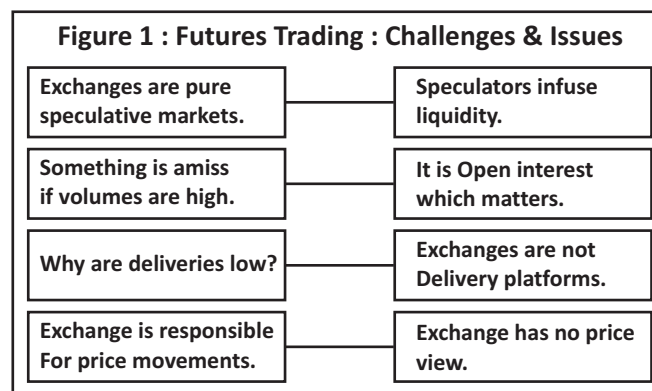 Figure 1 : Futures Trading : Challenges & Issues
Exchanges are pure
speculative markets.
Speculators infuse
liquidity.
Something is amiss
if volumes are high.
It is Open interest
which matters.
Why are deliveries low?
Exchanges are not
Delivery platforms.
Exchange is responsible
For price movements.
Exchange has no price
view.